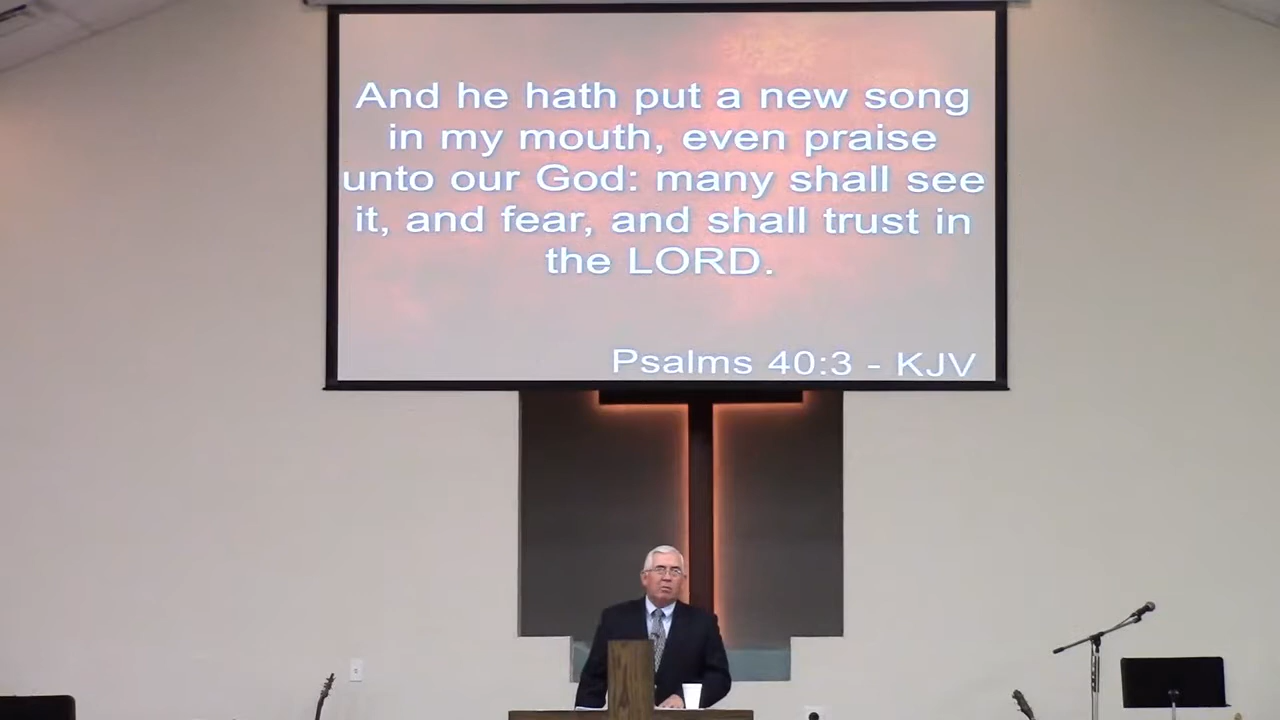 And he hath put a new song
in my mouth, even praise
unto our God: many shall see
it, and fear, and shall trust in
the LORD.
Psalms 40:3 - KJV